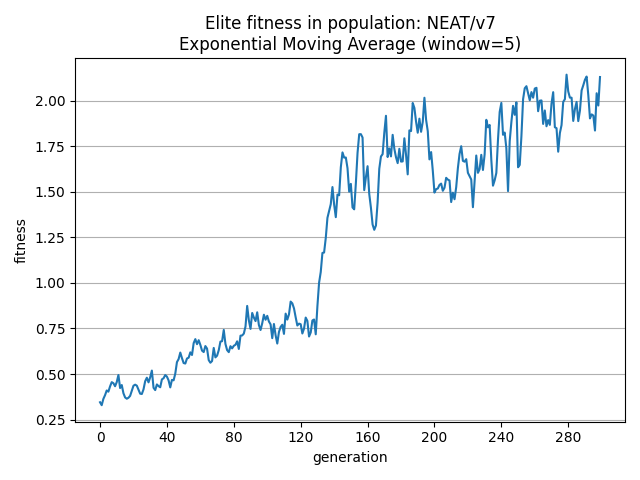 Elite fitness in population: NEAT/v7
Exponential Moving Average (window=5)
fitness
2.00
1.75
1.50
1.25
1.00
0.75
0.50
0.25
0 40 80 120 160 200 240 280
generation